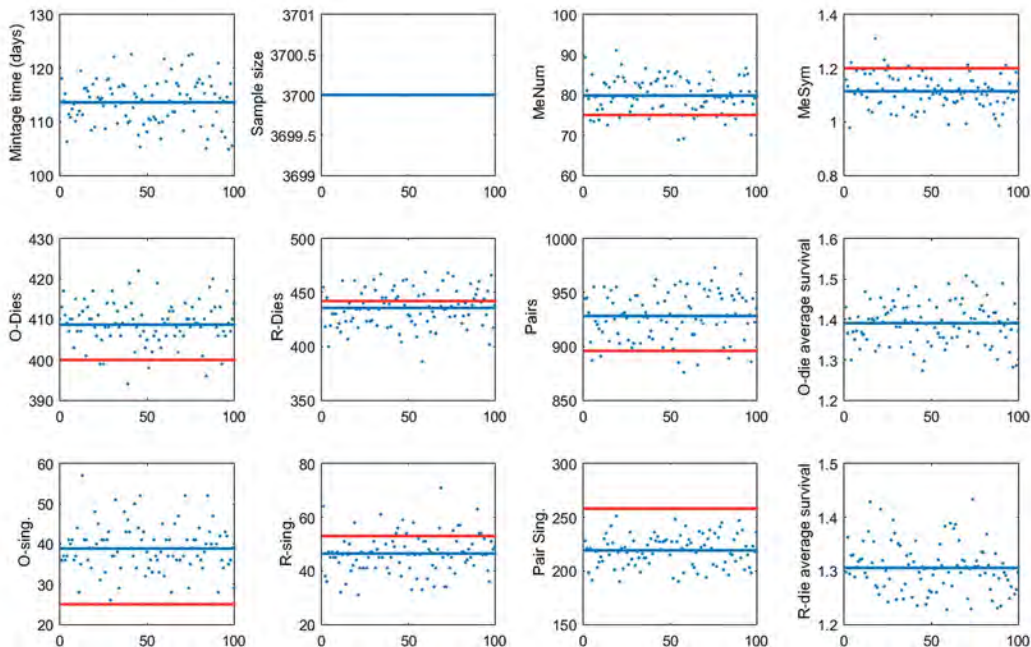 Mintage time (days)
130
120
110
100
0 50 100
Sample size
3701
3700.5
3700
3699.5
3699
0 50 100
MeNum
100
90
80
70
60
0 50 100
MeSym
1.4
1.2
1
0.8
0 50 100
O-Dies
430
420
410
400
390
0 50 100
R-Dies
500
450
400
350
0 50 100
Pairs
1000
950
900
850
0 50 100
O-die average survival
1.6
1.5
1.4
1.3
1.2
0 50 100
O-sing.
60
50
40
30
20
0 50 100
R-sing.
80
60
40
20
0 50 100
Pair Sing.
300
250
200
150
0 50 100
R-die average survival
1.5
1.4
1.3
1.2
0 50 100